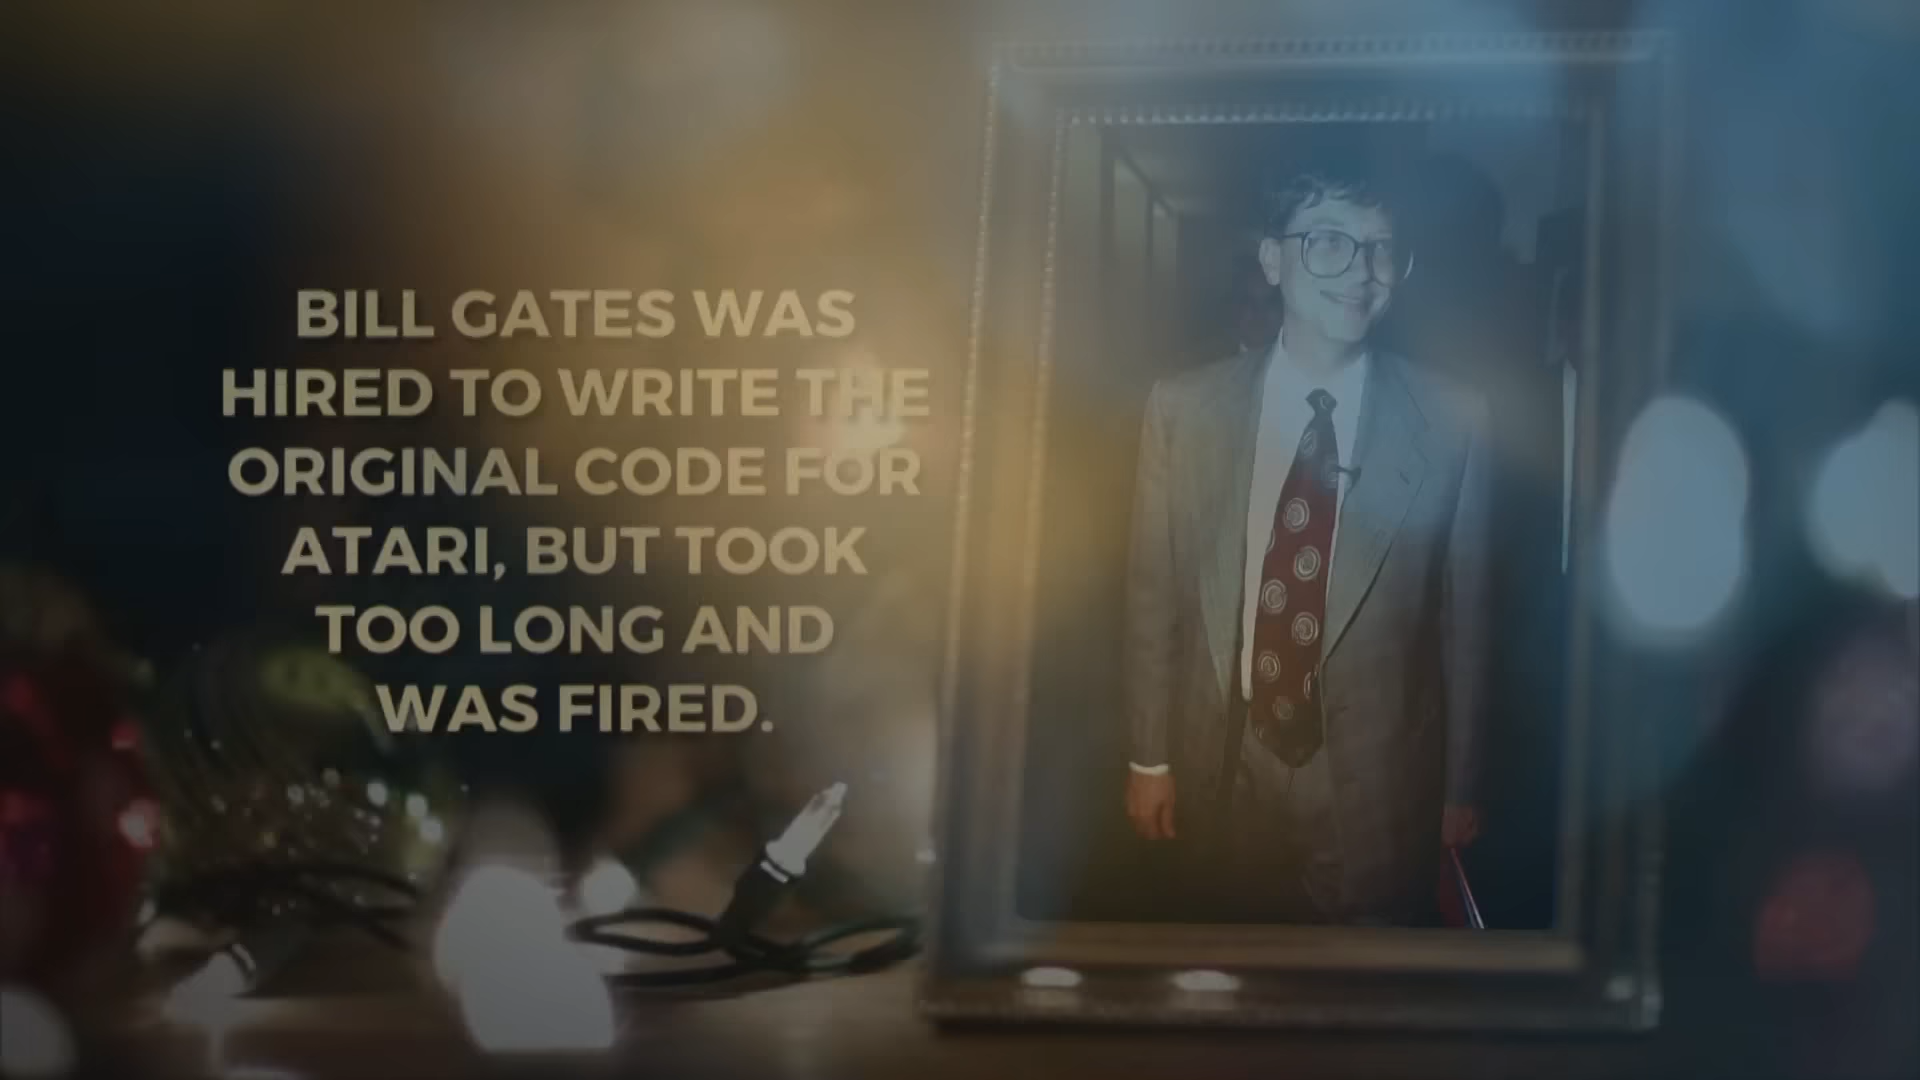 BILL GATES WAS
HIRED TO WRITE THE
ORIGINAL CODE FOR
ATARI, BUT TOOK
TOO LONG AND
WAS FIRED.